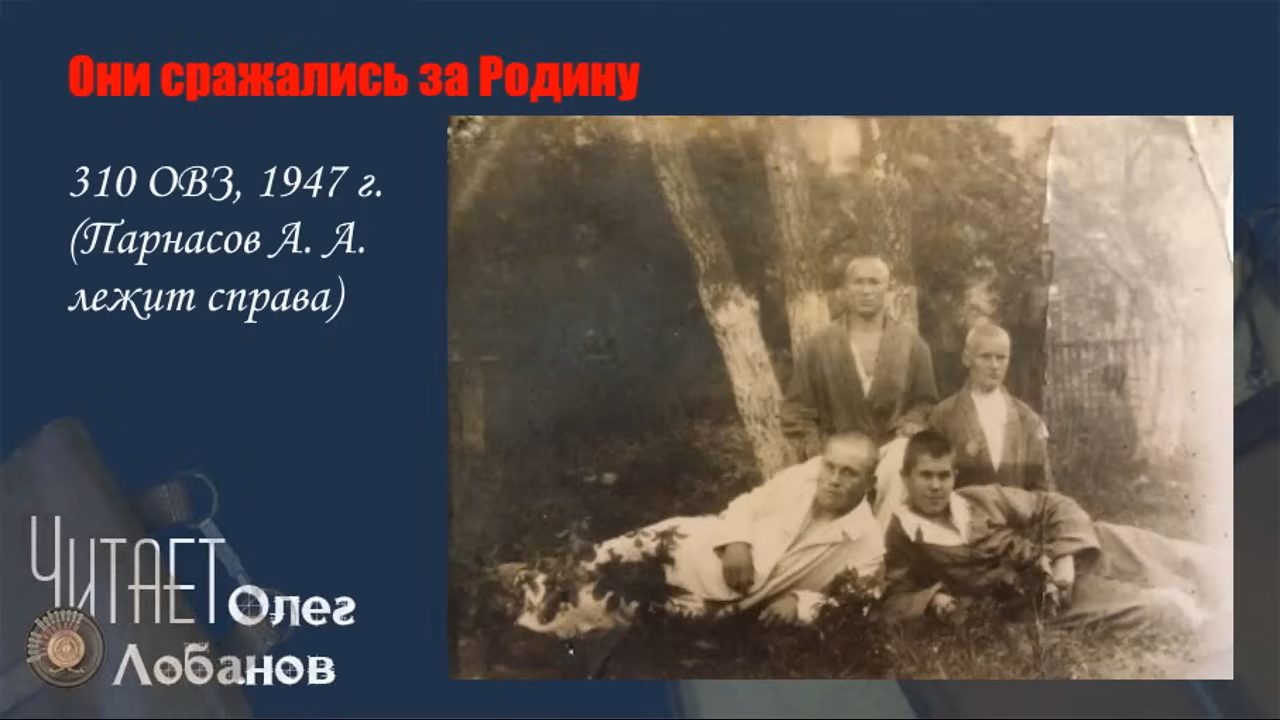 Они сражались за Родину
310 ОВЗ, 1947 г.
(Парнасов А. А.
лежит справа)
Читает
Олег
Лобанов